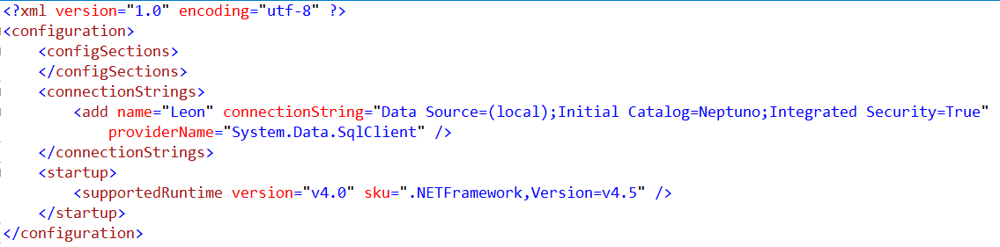 <?xml version="1.0" encoding="utf-8" ?>
<configuration>
    <configSections>
    </configSections>
    <connectionStrings>
        <add name="Leon" connectionString="Data Source=(local);Initial Catalog=Neptuno;Integrated Security=True"
            providerName="System.Data.SqlClient" />
    </connectionStrings>
    <startup>
        <supportedRuntime version="v4.0" sku=".NETFramework,Version=v4.5" />
    </startup>
</configuration>